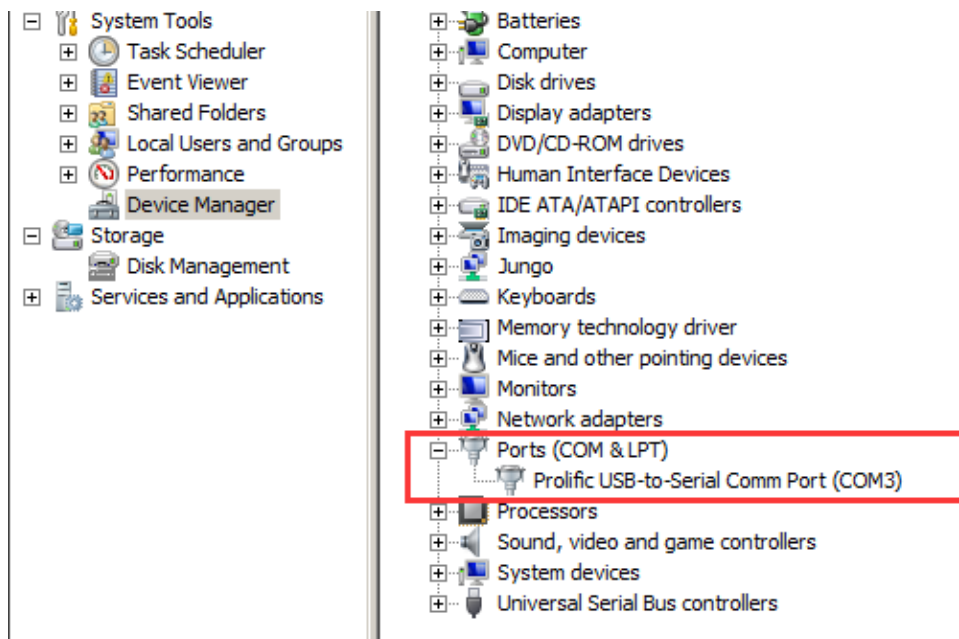 System Tools
Task Scheduler
Event Viewer
Shared Folders
Local Users and Groups
Performance
Device Manager
Storage
Disk Management
Services and Applications
Batteries
Computer
Disk drives
Display adapters
DVD/CD-ROM drives
Human Interface Devices
IDE ATA/ATAPI controllers
Imaging devices
Jungo
Keyboards
Memory technology driver
Mice and other pointing devices
Monitors
Network adapters
Ports (COM & LPT)
Prolific USB-to-Serial Comm Port (COM3)
Processors
Sound, video and game controllers
System devices
Universal Serial Bus controllers